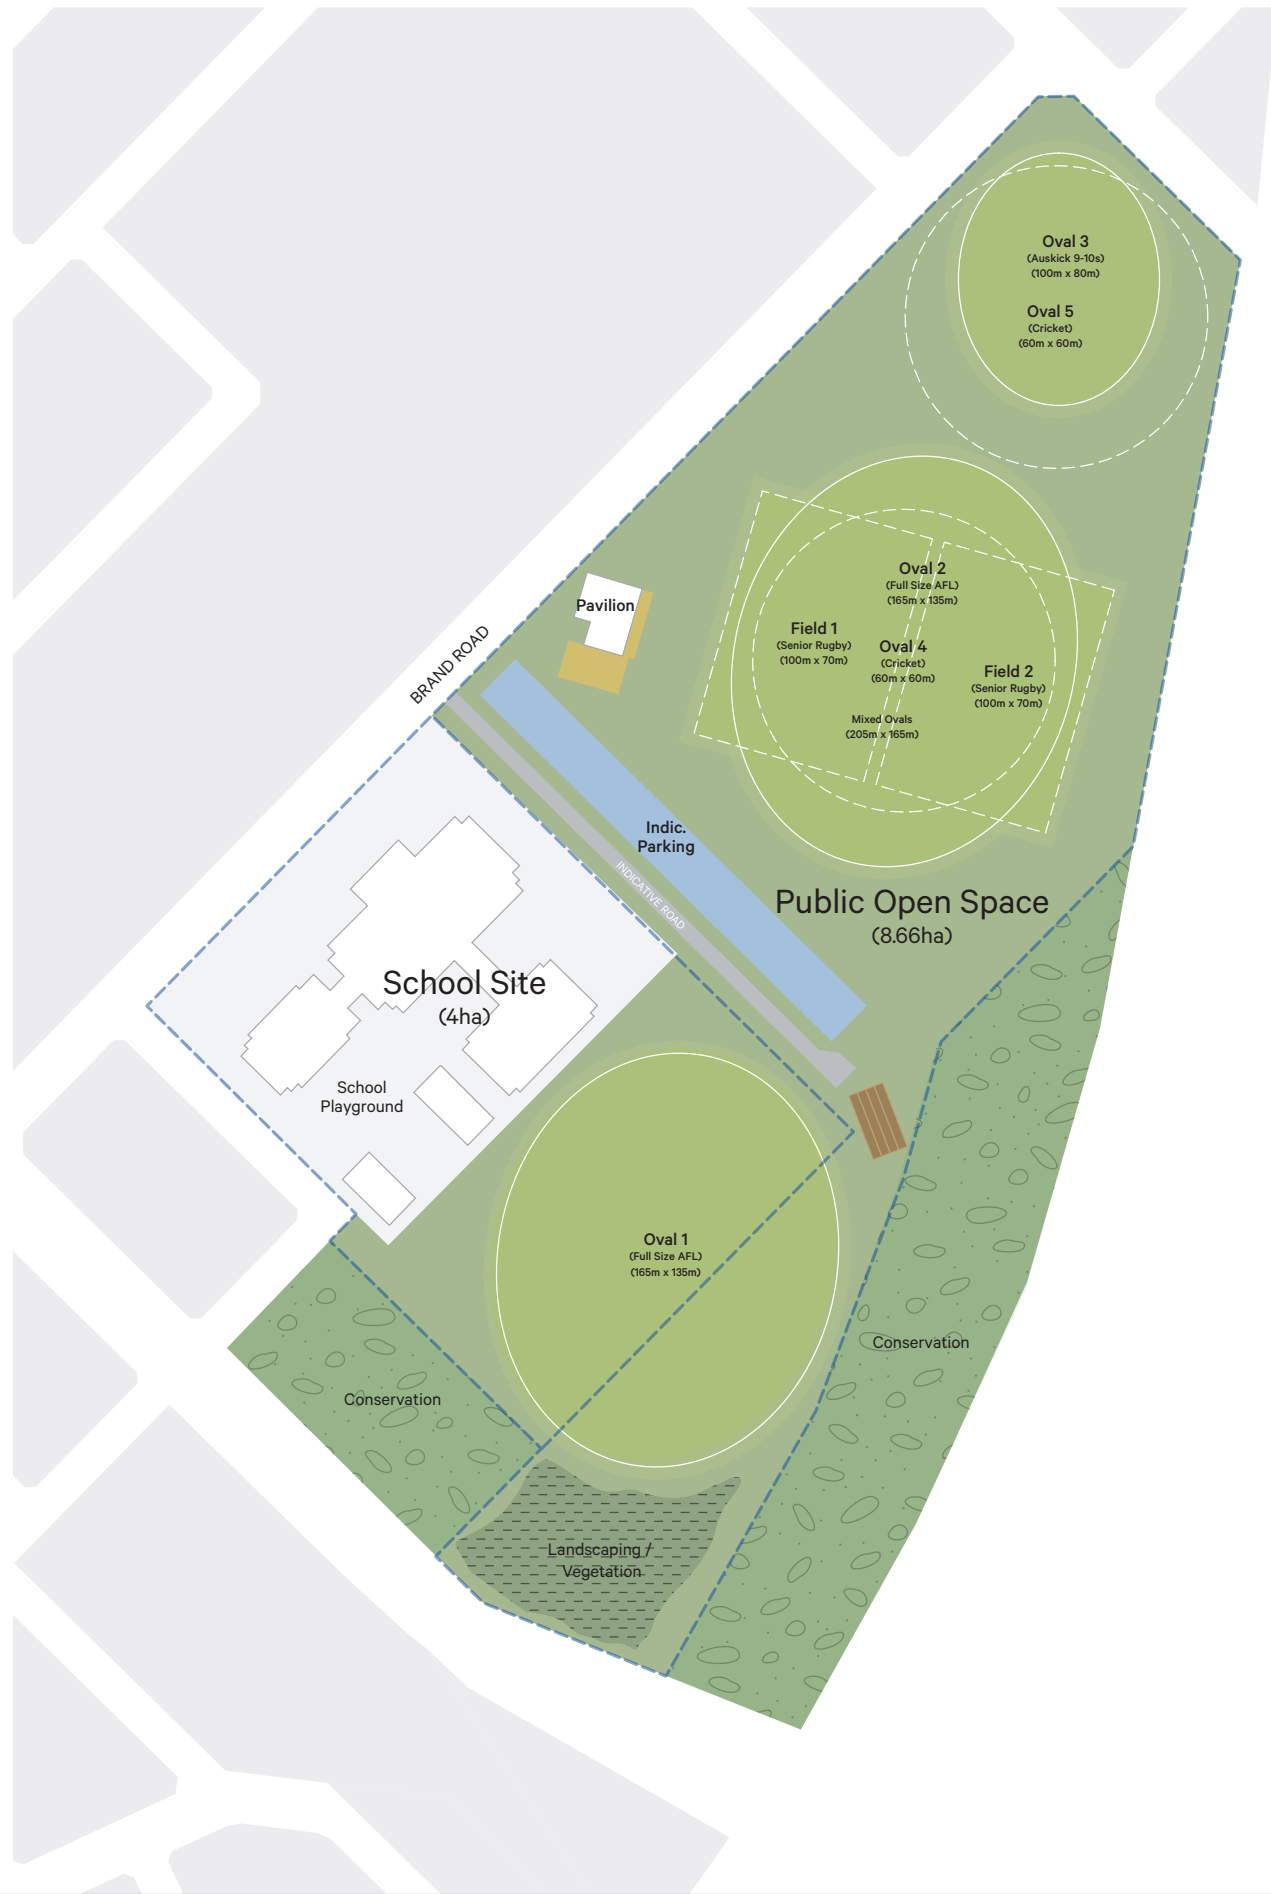 Oval 3
(Auskick 9-10s)
(100m x 80m)
Oval 5
(Cricket)
(60m x 60m)
Oval 2
(Full Size AFL)
(165m x 135m)
Pavilion
Field 1
(Senior Rugby)
(100m x 70m)
Oval 4
(Cricket)
(60m x 60m)
Field 2
(Senior Rugby)
(100m x 70m)
Mixed Ovals
(205m x 165m)
BRAND ROAD
Indic.
Parking
INDICATIVE ROAD
Public Open Space
(8.66ha)
School Site
(4ha)
School
Playground
Oval 1
(Full Size AFL)
(165m x 135m)
Conservation
Conservation
Landscaping /
Vegetation